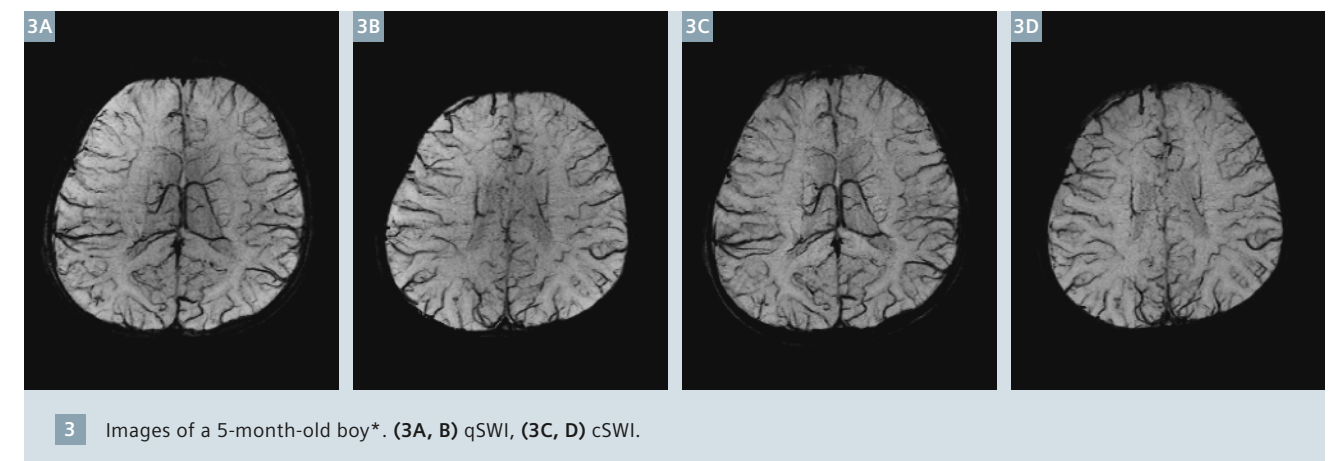 3A
3B
3C
3D
3 Images of a 5-month-old boy*. (3A, B) qSWI, (3C, D) cSWI.